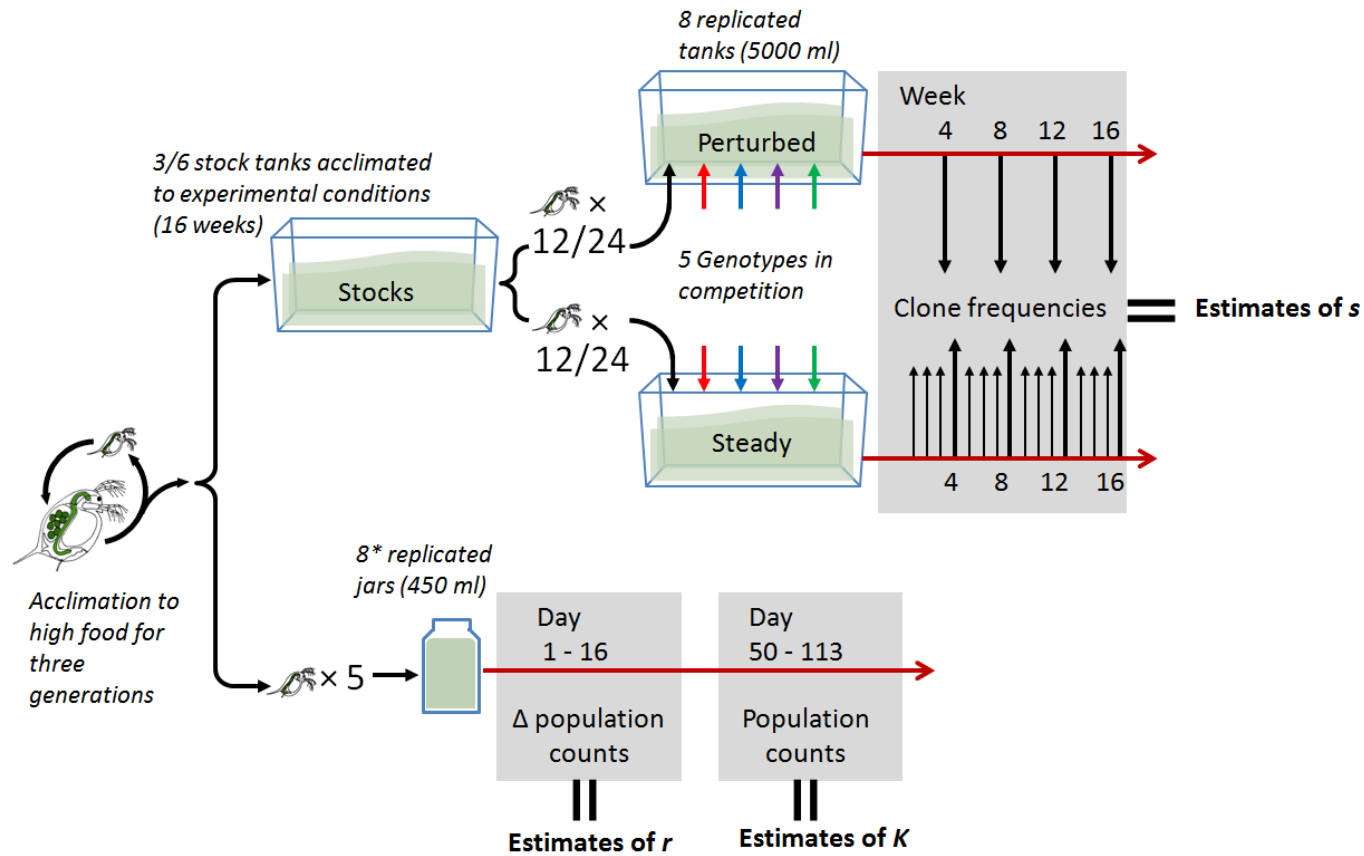 8 replicated
tanks (5000 ml)
Week
4 8 12 16
Perturbed
3/6 stock tanks acclimated
to experimental conditions
(16 weeks)
× 
12/24
Stocks
5 Genotypes in
competition
Clone frequencies
Estimates of s
×
12/24
Steady
4 8 12 16
Acclimation to
high food for
three
generations
8* replicated
jars (450 ml)
× 5
Day
1 - 16
Δ population
counts
Estimates of r
Day
50 - 113
Population
counts
Estimates of K